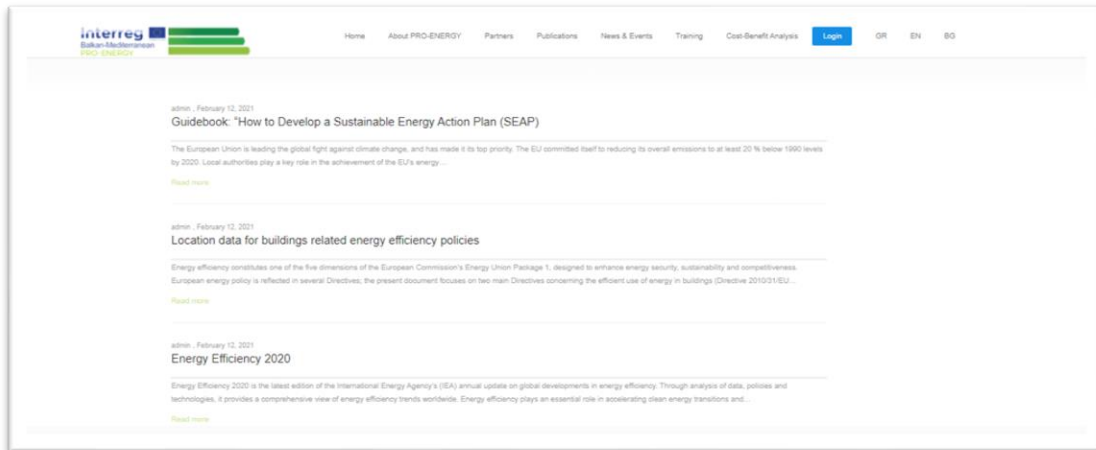 Interreg
Balkan-Mediterranean
PRO-ENERGY
Home About PRO-ENERGY Partners Publications News & Events Training Cost-Benefit Analysis Login GR EN BG
admin , February 12, 2021
Guidebook: "How to Develop a Sustainable Energy Action Plan (SEAP)
The European Union is leading the global fight against climate change, and has made it its top priority. The EU committed itself to reducing its overall emissions to at least 20 % below 1990 levels
by 2020. Local authorities play a key role in the achievement of the EU's energy…
Read more
admin , February 12, 2021
Location data for buildings related energy efficiency policies
Energy efficiency constitutes one of the five dimensions of the European Commission's Energy Union Package 1, designed to enhance energy security, sustainability and competitiveness.
European energy policy is reflected in several Directives; the present document focuses on two main Directives concerning the efficient use of energy in buildings (Directive 2010/31/EU…
Read more
admin , February 12, 2021
Energy Efficiency 2020
Energy Efficiency 2020 is the latest edition of the International Energy Agency's (IEA) annual update on global developments in energy efficiency. Through analysis of data, policies and
technologies, it provides a comprehensive view of energy efficiency trends worldwide. Energy efficiency plays an essential role in accelerating clean energy transitions and…
Read more